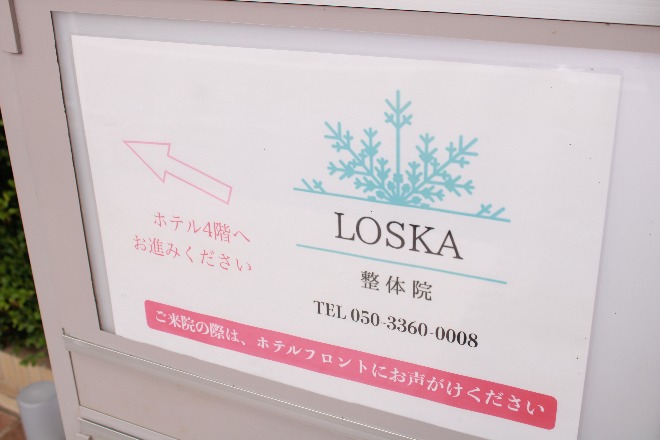 ホテル4階へ
お進みください
LOSKA
整体院
TEL 050-3360-0008
ご来院の際は、ホテルフロントにお声がけください